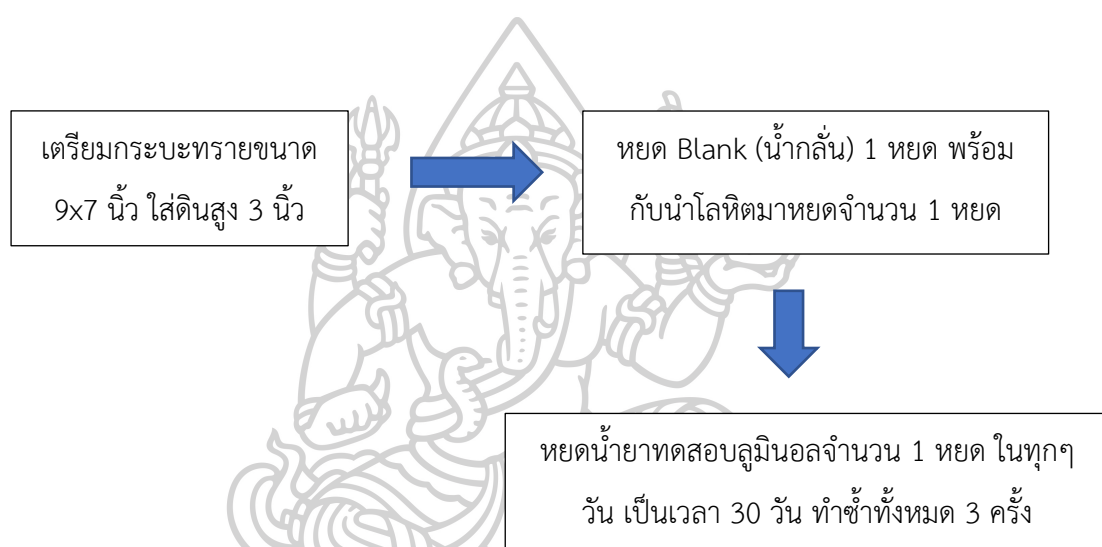 เตรียมกระบะทรายขนาด
9x7 นิ้ว ใส่ดินสูง 3 นิ้ว
หยด Blank (น้ำกลั่น) 1 หยด พร้อม
กับนำโลหิตมาหยดจำนวน 1 หยด
หยดน้ำยาทดสอบลูมินอลจำนวน 1 หยด ในทุกๆ
วัน เป็นเวลา 30 วัน ทำซ้ำทั้งหมด 3 ครั้ง